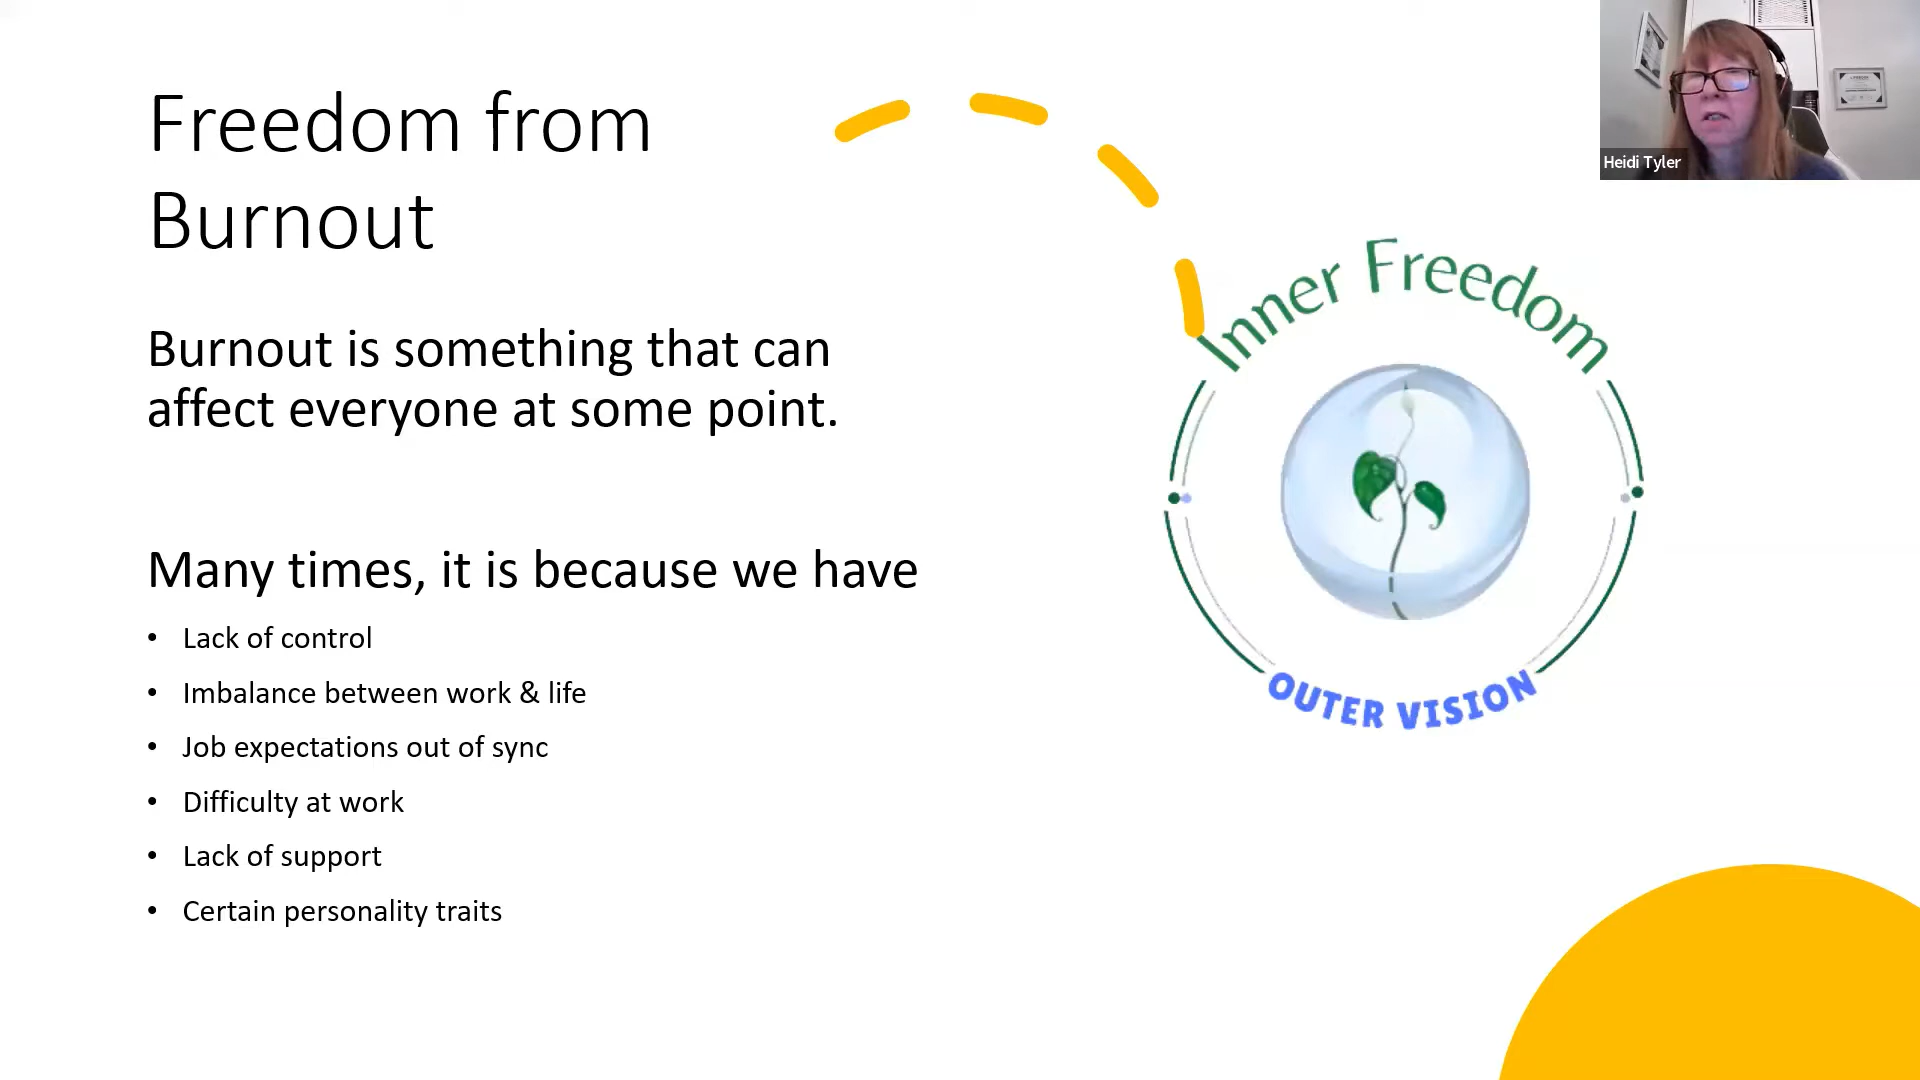 Freedom from
Burnout
Burnout is something that can
affect everyone at some point.
Many times, it is because we have
• Lack of control
• Imbalance between work & life
• Job expectations out of sync
• Difficulty at work
• Lack of support
• Certain personality traits
Inner Freedom
OUTER VISION
Heidi Tyler